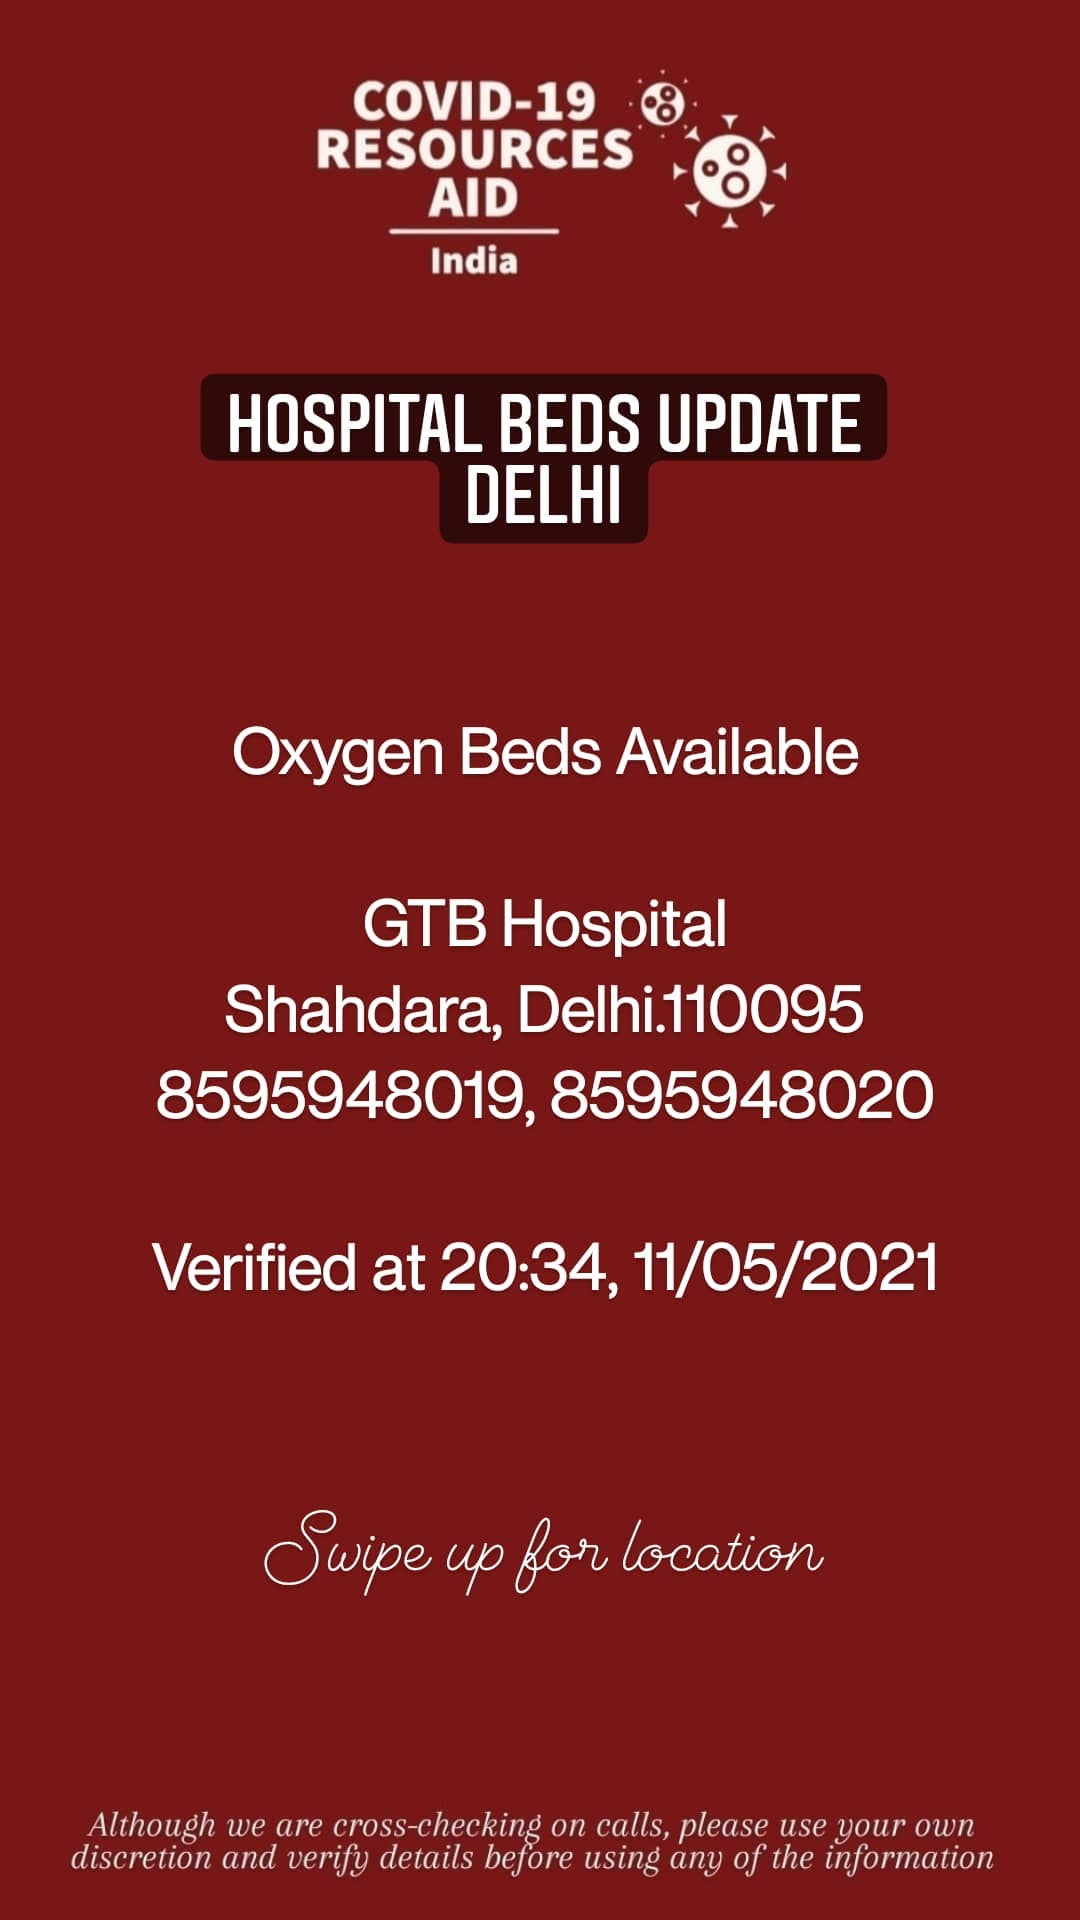 COVID-19
RESOURCES
AID
India
HOSPITAL BEDS UPDATE
DELHI
Oxygen Beds Available
GTB Hospital
Shahdara, Delhi.110095
8595948019, 8595948020
Verified at 20:34, 11/05/2021
Swipe up for location
Although we are cross-checking on calls, please use your own
discretion and verify details before using any of the information